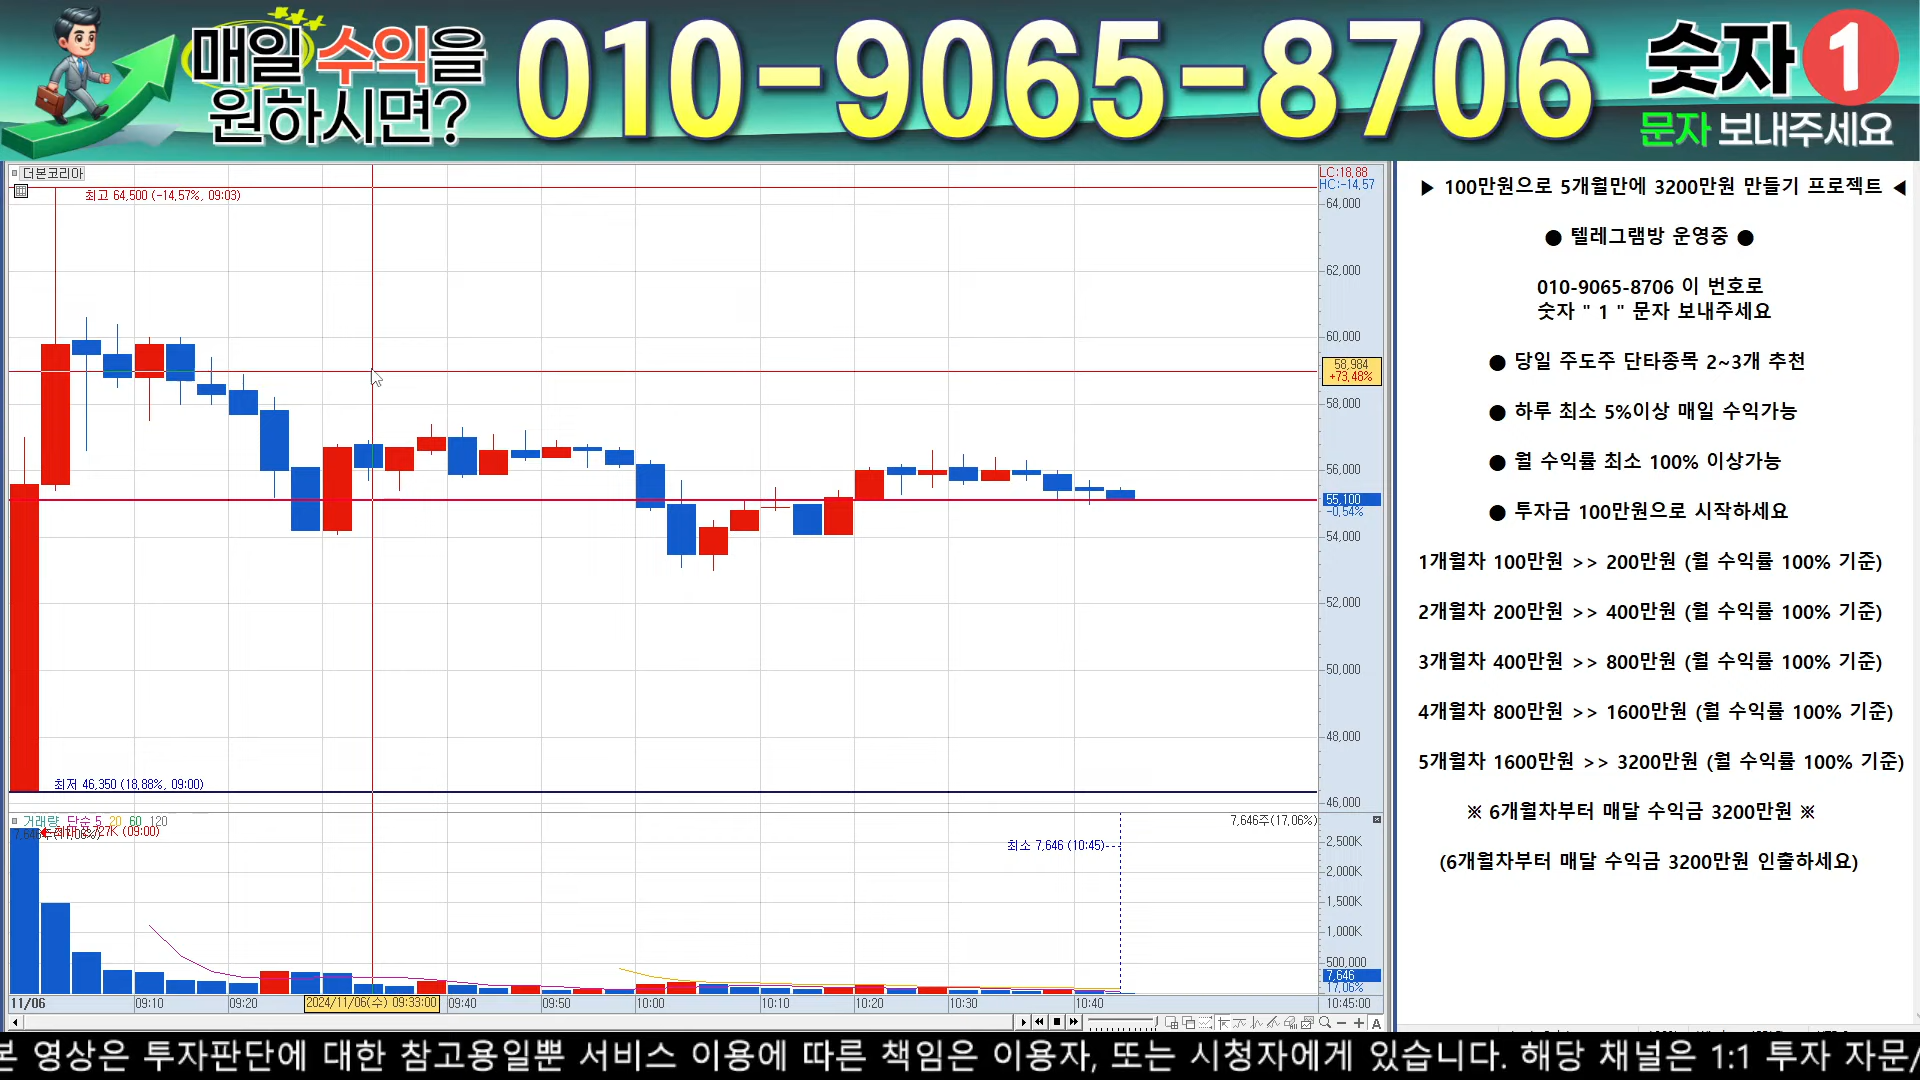 매일 수익을
원하시면?
010-9065-8706
숫자 1
문자 보내주세요
더본코리아
최고 64,500 (-14,57%, 09:03)
LC:18,88
HC:-14,57
64,000
62,000
60,000
58,984
+73,48%
58,000
56,000
55,100
-0,54%
54,000
52,000
50,000
48,000
46,000
최저 46,350 (18,88%, 09:00)
거래량 단순 5 20 60 120
7,646주(17,06%)
최소 7,646 (10:45)
2,500K
2,000K
1,500K
1,000K
500,000
7,646
17,06%
11/06 09:10 09:20 2024/11/06(수) 09:33:00 09:40 09:50 10:00 10:10 10:20 10:30 10:40 10:45:00
A
▶ 100만원으로 5개월만에 3200만원 만들기 프로젝트 ◀
● 텔레그램방 운영중 ●
010-9065-8706 이 번호로
숫자 " 1 " 문자 보내주세요
● 당일 주도주 단타종목 2~3개 추천
● 하루 최소 5%이상 매일 수익가능
● 월 수익률 최소 100% 이상가능
● 투자금 100만원으로 시작하세요
1개월차 100만원 >> 200만원 (월 수익률 100% 기준)
2개월차 200만원 >> 400만원 (월 수익률 100% 기준)
3개월차 400만원 >> 800만원 (월 수익률 100% 기준)
4개월차 800만원 >> 1600만원 (월 수익률 100% 기준)
5개월차 1600만원 >> 3200만원 (월 수익률 100% 기준)
※ 6개월차부터 매달 수익금 3200만원 ※
(6개월차부터 매달 수익금 3200만원 인출하세요)
본 영상은 투자판단에 대한 참고용일뿐 서비스 이용에 따른 책임은 이용자, 또는 시청자에게 있습니다. 해당 채널은 1:1 투자 자문/